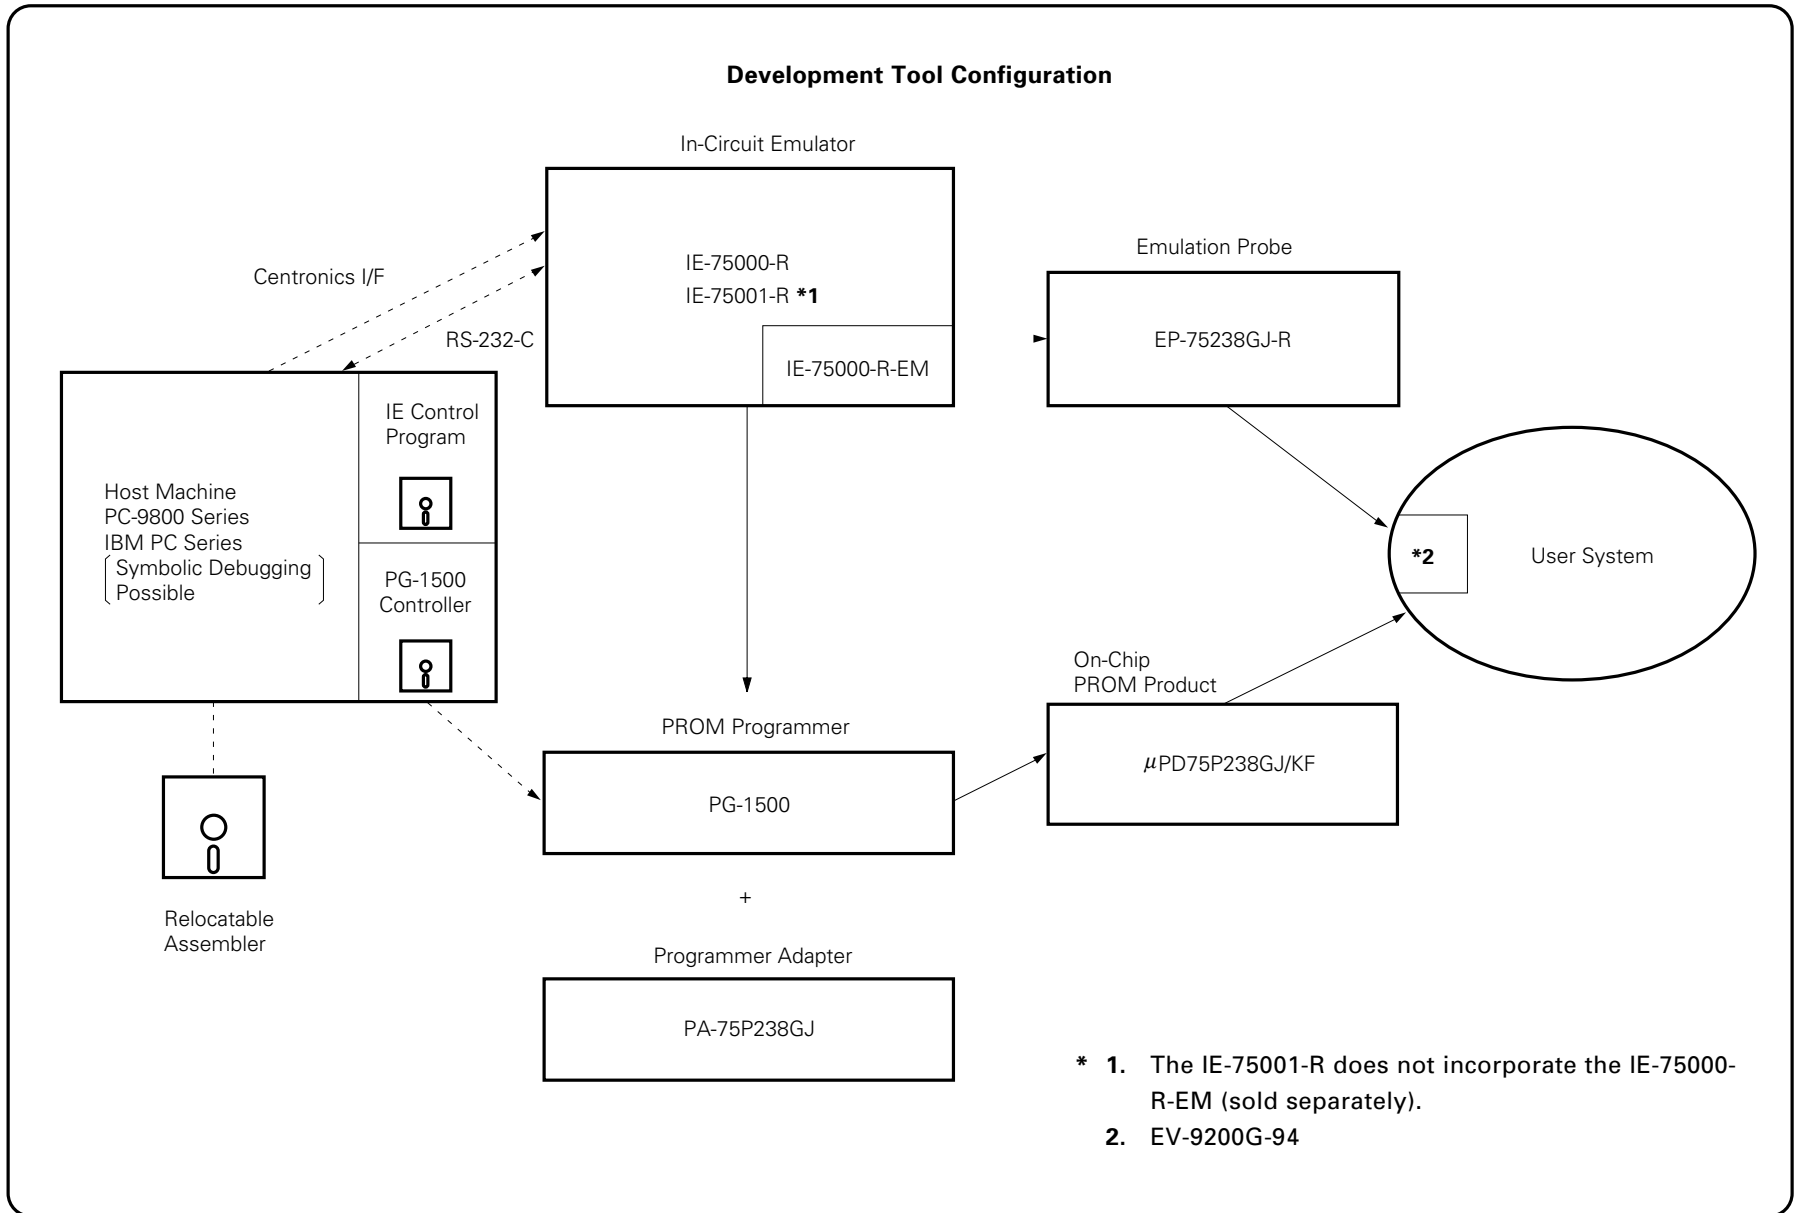 Development Tool Configuration
In-Circuit Emulator
IE-75000-R
IE-75001-R *1
IE-75000-R-EM
Emulation Probe
EP-75238GJ-R
Centronics I/F
RS-232-C
Host Machine
PC-9800 Series
IBM PC Series
Symbolic Debugging
Possible
IE Control
Program
PG-1500
Controller
*2
User System
On-Chip
PROM Product
μPD75P238GJ/KF
PROM Programmer
PG-1500
+
Programmer Adapter
PA-75P238GJ
Relocatable
Assembler
* 1. The IE-75001-R does not incorporate the IE-75000-
R-EM (sold separately).
2. EV-9200G-94